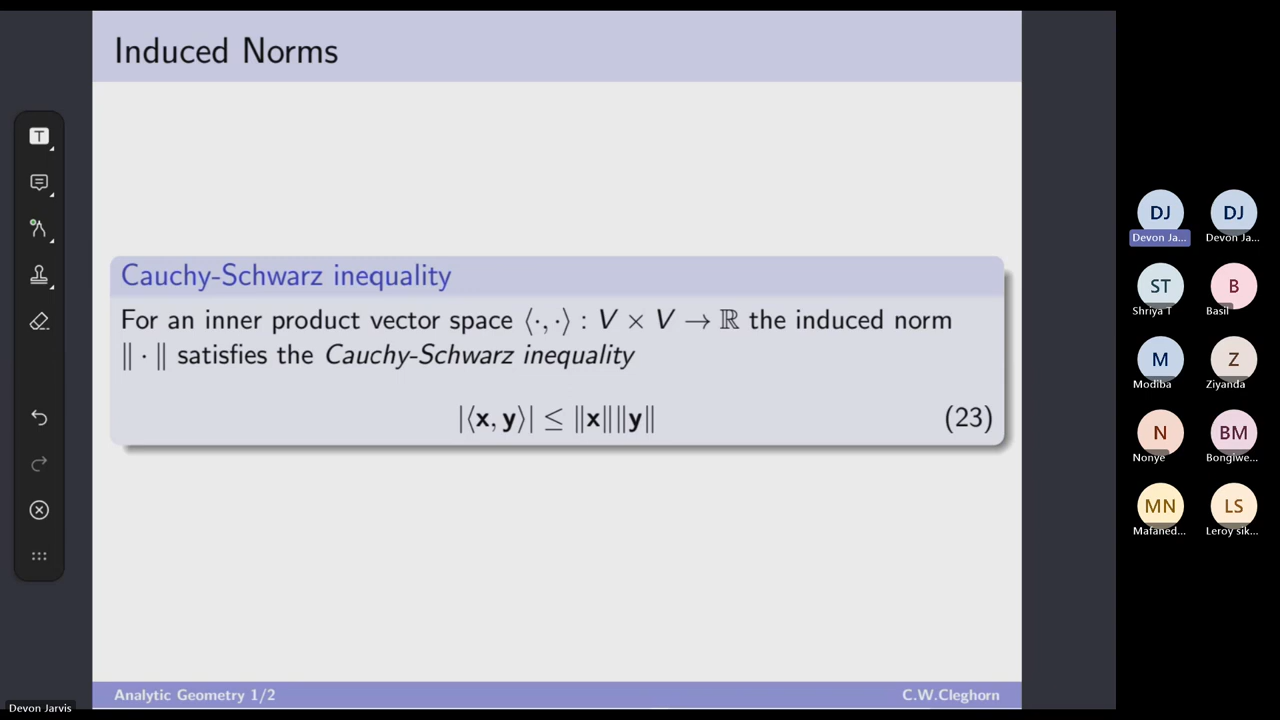 Induced Norms
Cauchy-Schwarz inequality
For an inner product vector space ⟨·, ·⟩ : V × V → ℝ the induced norm
‖ · ‖ satisfies the Cauchy-Schwarz inequality
|⟨x, y⟩| ≤ ‖x‖‖y‖ (23)
Analytic Geometry 1/2 C.W.Cleghorn
T
DJ DJ
Devon Ja... Devon Ja...
ST B
Shriya T Basil
M Z
Modiba Ziyanda
N BM
Nonye Bongiwe...
MN LS
Mafaned... Leroy sik...
Devon Jarvis